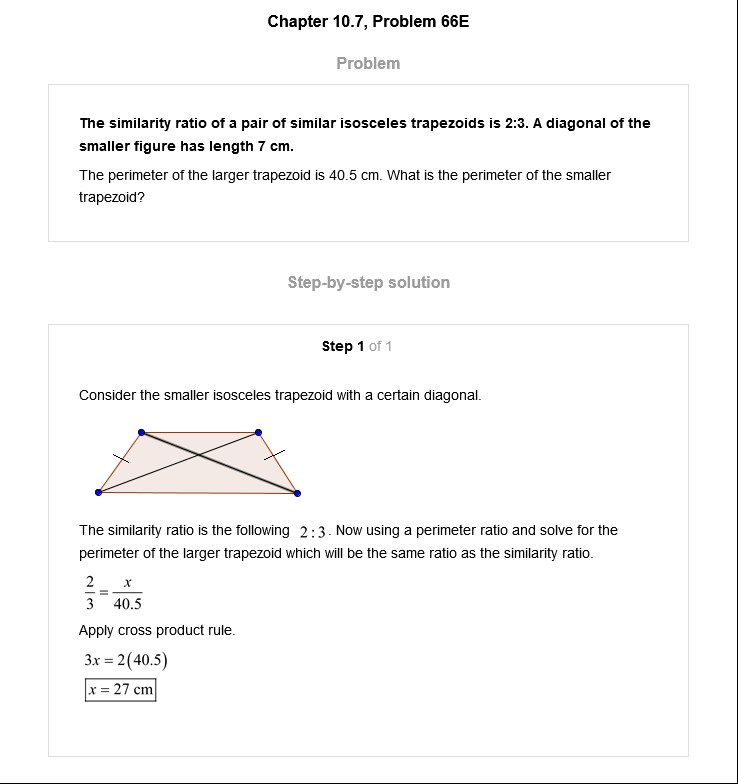 Chapter 10.7, Problem 66E
Problem
The similarity ratio of a pair of similar isosceles trapezoids is 2:3. A diagonal of the
smaller figure has length 7 cm.
The perimeter of the larger trapezoid is 40.5 cm. What is the perimeter of the smaller
trapezoid?
Step-by-step solution
Step 1 of 1
Consider the smaller isosceles trapezoid with a certain diagonal.
The similarity ratio is the following 2:3. Now using a perimeter ratio and solve for the
perimeter of the larger trapezoid which will be the same ratio as the similarity ratio.
2/3 = x/40.5
Apply cross product rule.
3x = 2(40.5)
x = 27 cm